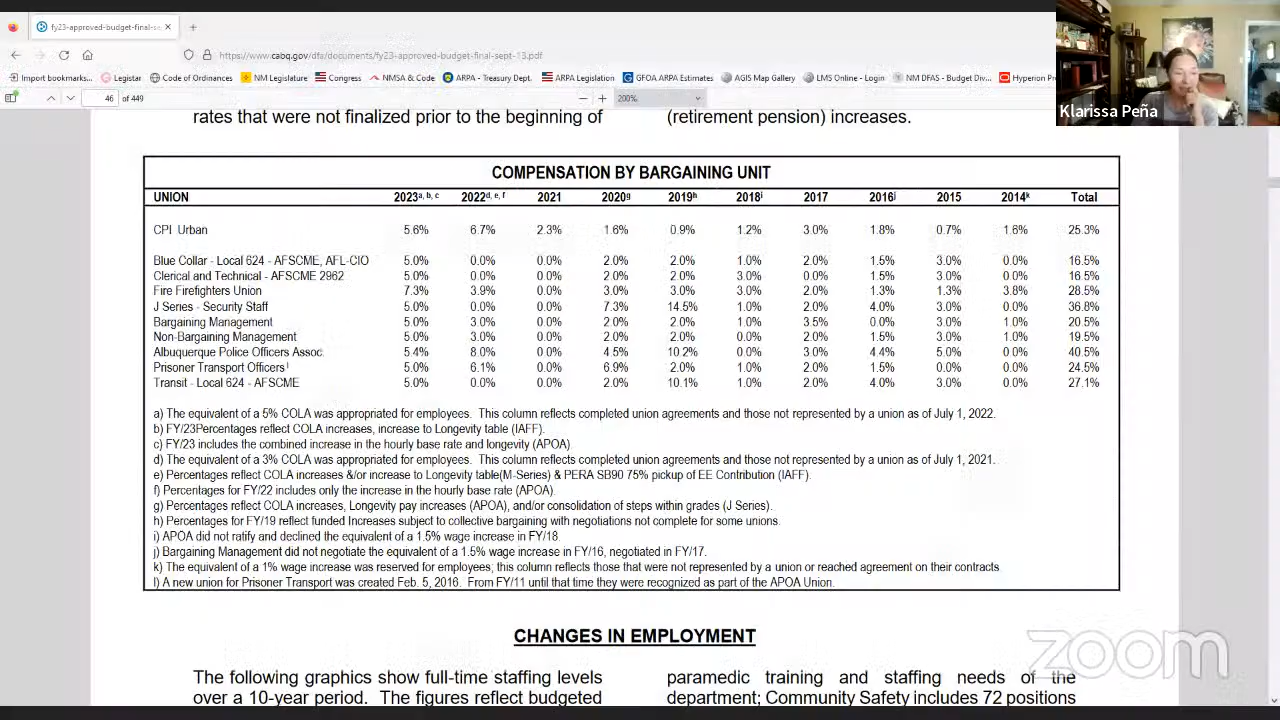 fy23-approved-budget-final-se
https://www.cabq.gov/dfa/documents/fy23-approved-budget-final-sept-13.pdf
Import bookmarks... Legistar Code of Ordinances NM Legislature Congress NMSA & Code ARPA - Treasury Dept. ARPA Legislation GFOA ARPA Estimates AGIS Map Gallery LMS Online - Login NM DFAS - Budget Div... Hyperion Pr
46 of 449 200%
Klarissa Peña
rates that were not finalized prior to the beginning of
(retirement pension) increases.
COMPENSATION BY BARGAINING UNIT
UNION 2023a, b, c 2022d, e, f 2021 2020g 2019h 2018i 2017 2016j 2015 2014k Total
CPI Urban 5.6% 6.7% 2.3% 1.6% 0.9% 1.2% 3.0% 1.8% 0.7% 1.6% 25.3%
Blue Collar - Local 624 - AFSCME, AFL-CIO 5.0% 0.0% 0.0% 2.0% 2.0% 1.0% 2.0% 1.5% 3.0% 0.0% 16.5%
Clerical and Technical - AFSCME 2962 5.0% 0.0% 0.0% 2.0% 2.0% 3.0% 0.0% 1.5% 3.0% 0.0% 16.5%
Fire Firefighters Union 7.3% 3.9% 0.0% 3.0% 3.0% 3.0% 2.0% 1.3% 1.3% 3.8% 28.5%
J Series - Security Staff 5.0% 0.0% 0.0% 7.3% 14.5% 1.0% 2.0% 4.0% 3.0% 0.0% 36.8%
Bargaining Management 5.0% 3.0% 0.0% 2.0% 2.0% 1.0% 3.5% 0.0% 3.0% 1.0% 20.5%
Non-Bargaining Management 5.0% 3.0% 0.0% 2.0% 2.0% 0.0% 2.0% 1.5% 3.0% 1.0% 19.5%
Albuquerque Police Officers Assoc. 5.4% 8.0% 0.0% 4.5% 10.2% 0.0% 3.0% 4.4% 5.0% 0.0% 40.5%
Prisoner Transport Officers l 5.0% 6.1% 0.0% 6.9% 2.0% 1.0% 2.0% 1.5% 0.0% 0.0% 24.5%
Transit - Local 624 - AFSCME 5.0% 0.0% 0.0% 2.0% 10.1% 1.0% 2.0% 4.0% 3.0% 0.0% 27.1%
a) The equivalent of a 5% COLA was appropriated for employees. This column reflects completed union agreements and those not represented by a union as of July 1, 2022.
b) FY/23Percentages reflect COLA increases, increase to Longevity table (IAFF).
c) FY/23 includes the combined increase in the hourly base rate and longevity (APOA)
d) The equivalent of a 3% COLA was appropriated for employees. This column reflects completed union agreements and those not represented by a union as of July 1, 2021.
e) Percentages reflect COLA increases &/or increase to Longevity table(M-Series) & PERA SB90 75% pickup of EE Contribution (IAFF).
f) Percentages for FY/22 includes only the increase in the hourly base rate (APOA).
g) Percentages reflect COLA increases, Longevity pay increases (APOA), and/or consolidation of steps within grades (J Series).
h) Percentages for FY/19 reflect funded Increases subject to collective bargaining with negotiations not complete for some unions.
i) APOA did not ratify and declined the equivalent of a 1.5% wage increase in FY/18.
j) Bargaining Management did not negotiate the equivalent of a 1.5% wage increase in FY/16, negotiated in FY/17.
k) The equivalent of a 1% wage increase was reserved for employees; this column reflects those that were not represented by a union or reached agreement on their contracts
l) A new union for Prisoner Transport was created Feb. 5, 2016. From FY/11 until that time they were recognized as part of the APOA Union.
CHANGES IN EMPLOYMENT
The following graphics show full-time staffing levels
over a 10-year period. The figures reflect budgeted
paramedic training and staffing needs of the
department; Community Safety includes 72 positions
zoom